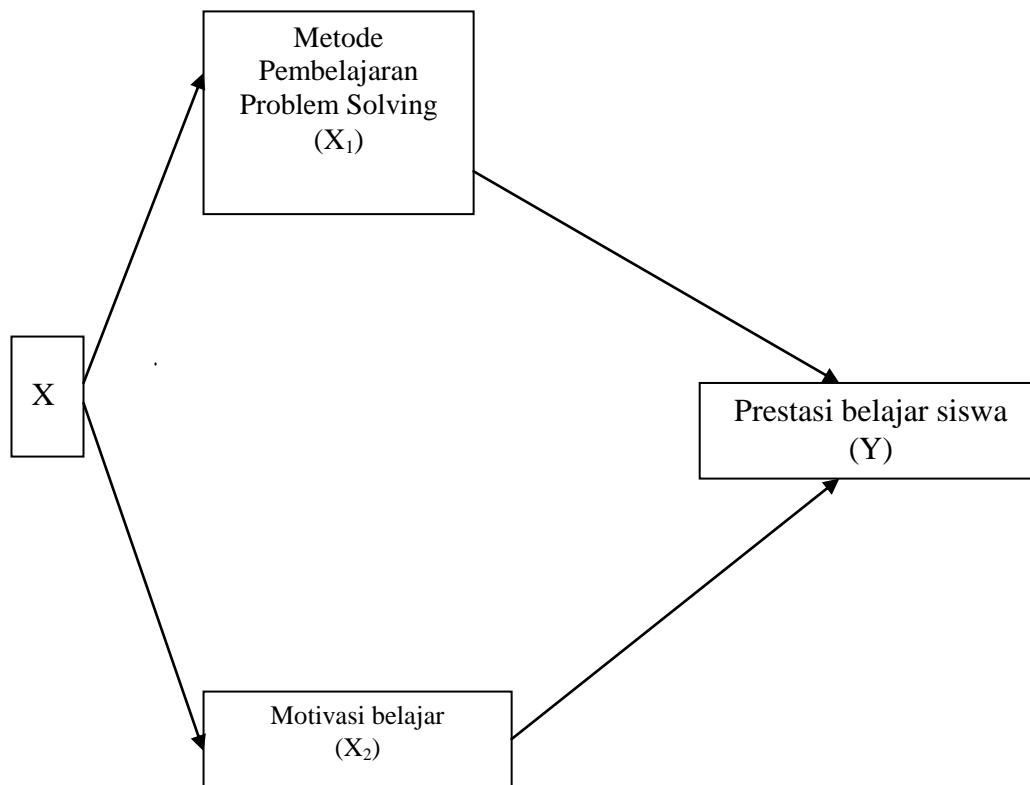 Metode
Pembelajaran
Problem Solving
(X₁)
X
Prestasi belajar siswa
(Y)
Motivasi belajar
(X₂)